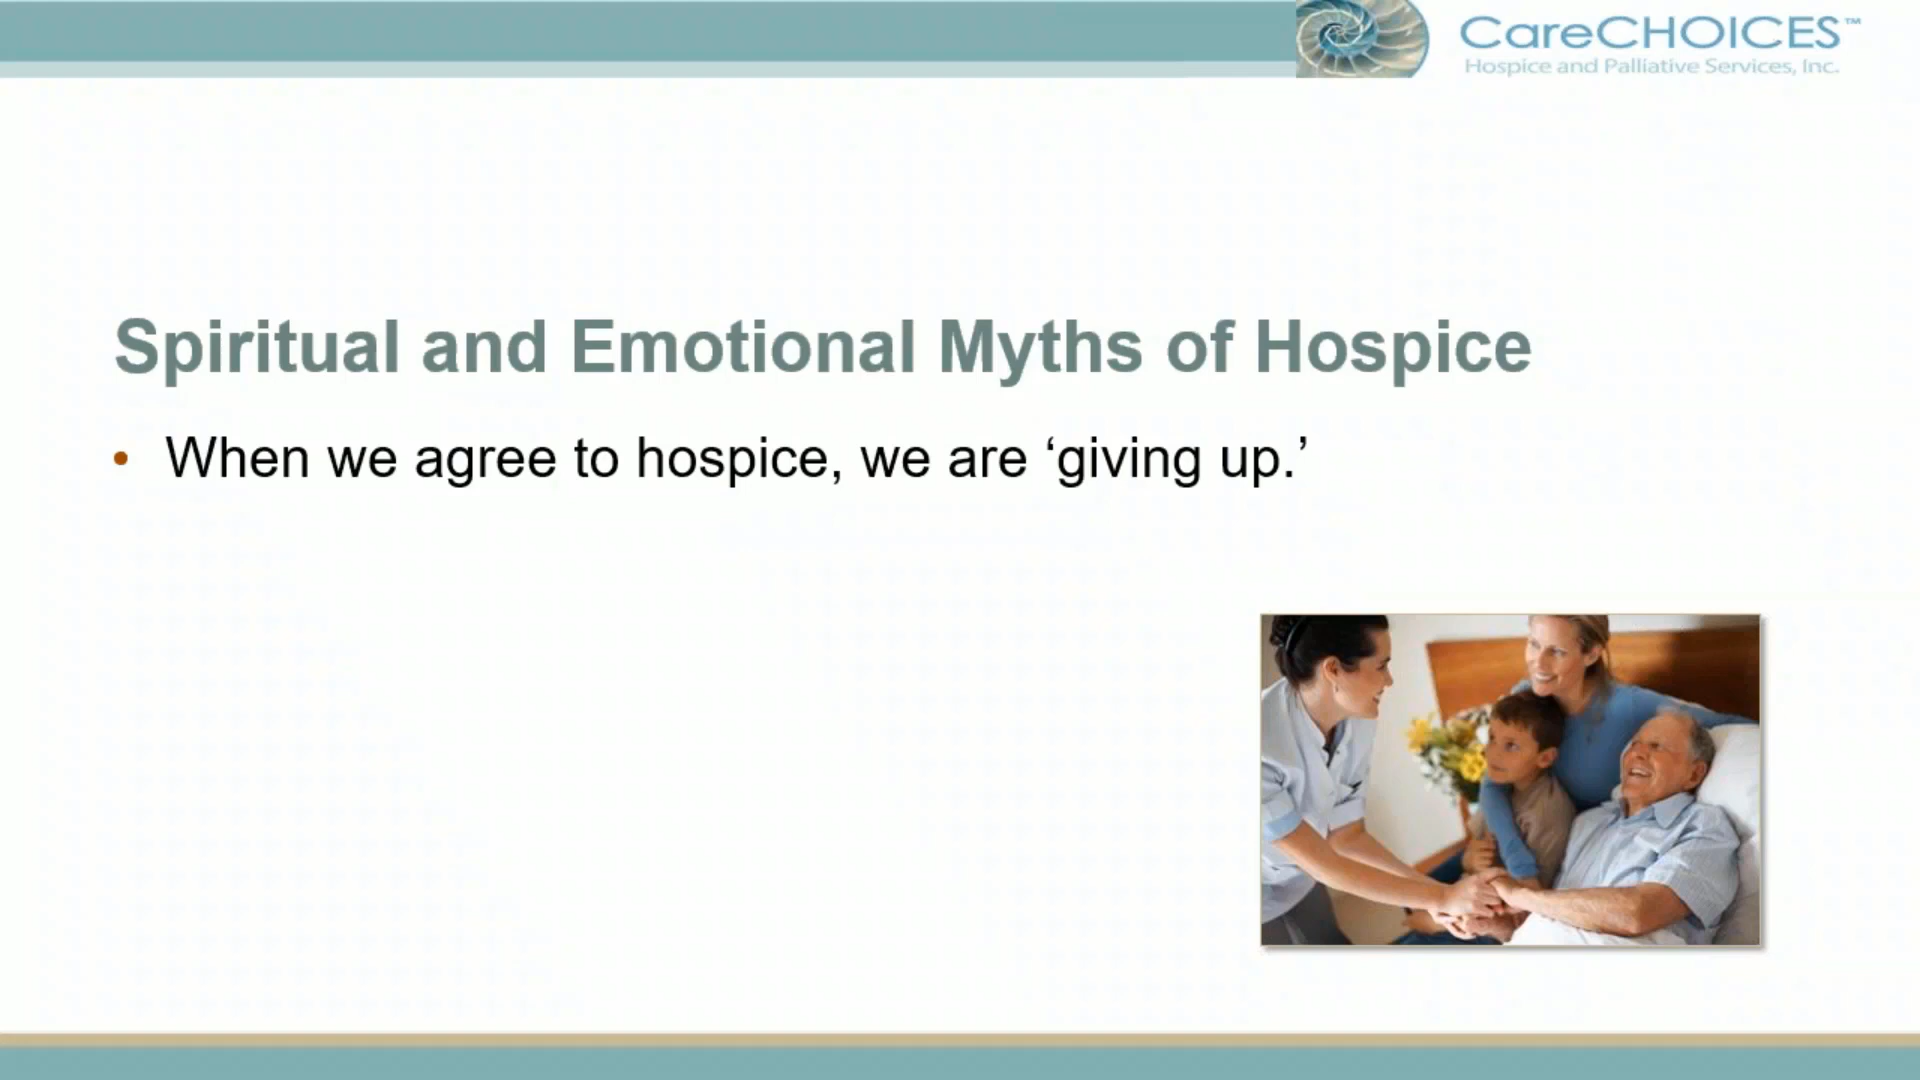 CareCHOICES™
Hospice and Palliative Services, Inc.
Spiritual and Emotional Myths of Hospice
• When we agree to hospice, we are ‘giving up.’